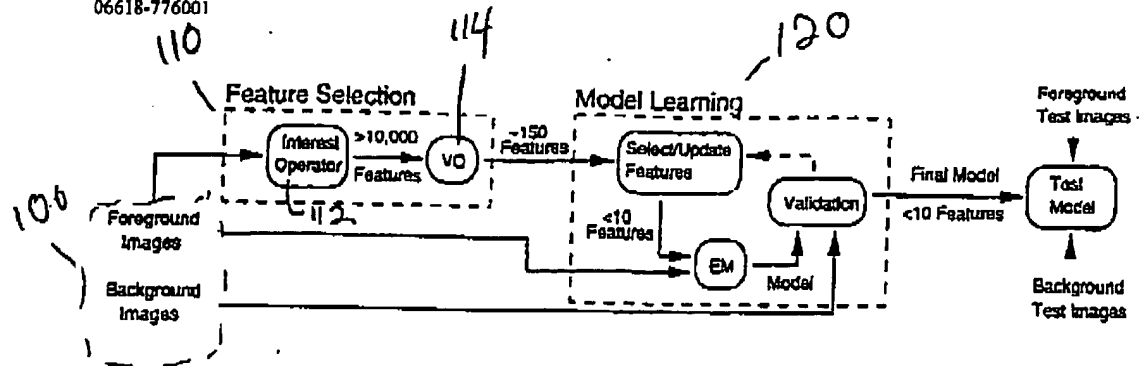 06618-776001
110
114
120
Feature Selection
Model Learning
Foreground
Test Images
Interest
Operator
>10,000
Features
VQ
~150
Features
Select/Update
Features
Validation
Final Model
<10 Features
Test
Model
100
112
Foreground
Images
<10
Features
EM
Model
Background
Images
Background
Test Images